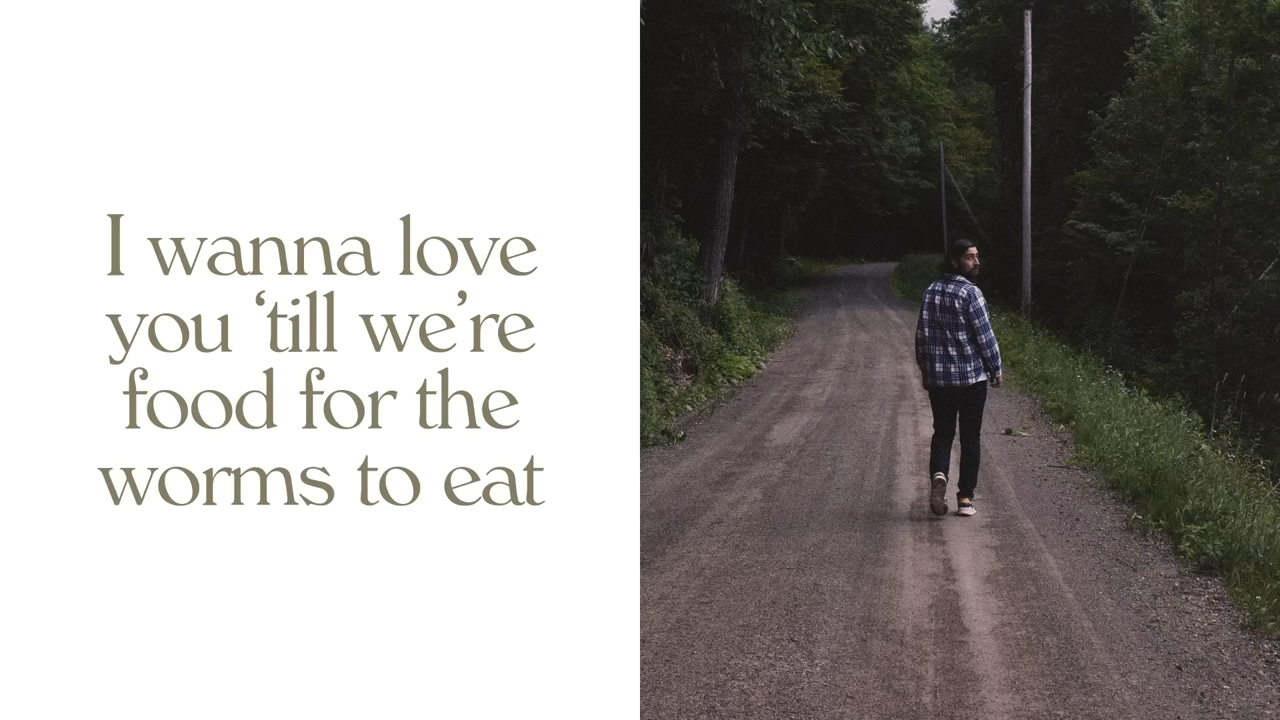 I wanna love
you ‘till we’re
food for the
worms to eat